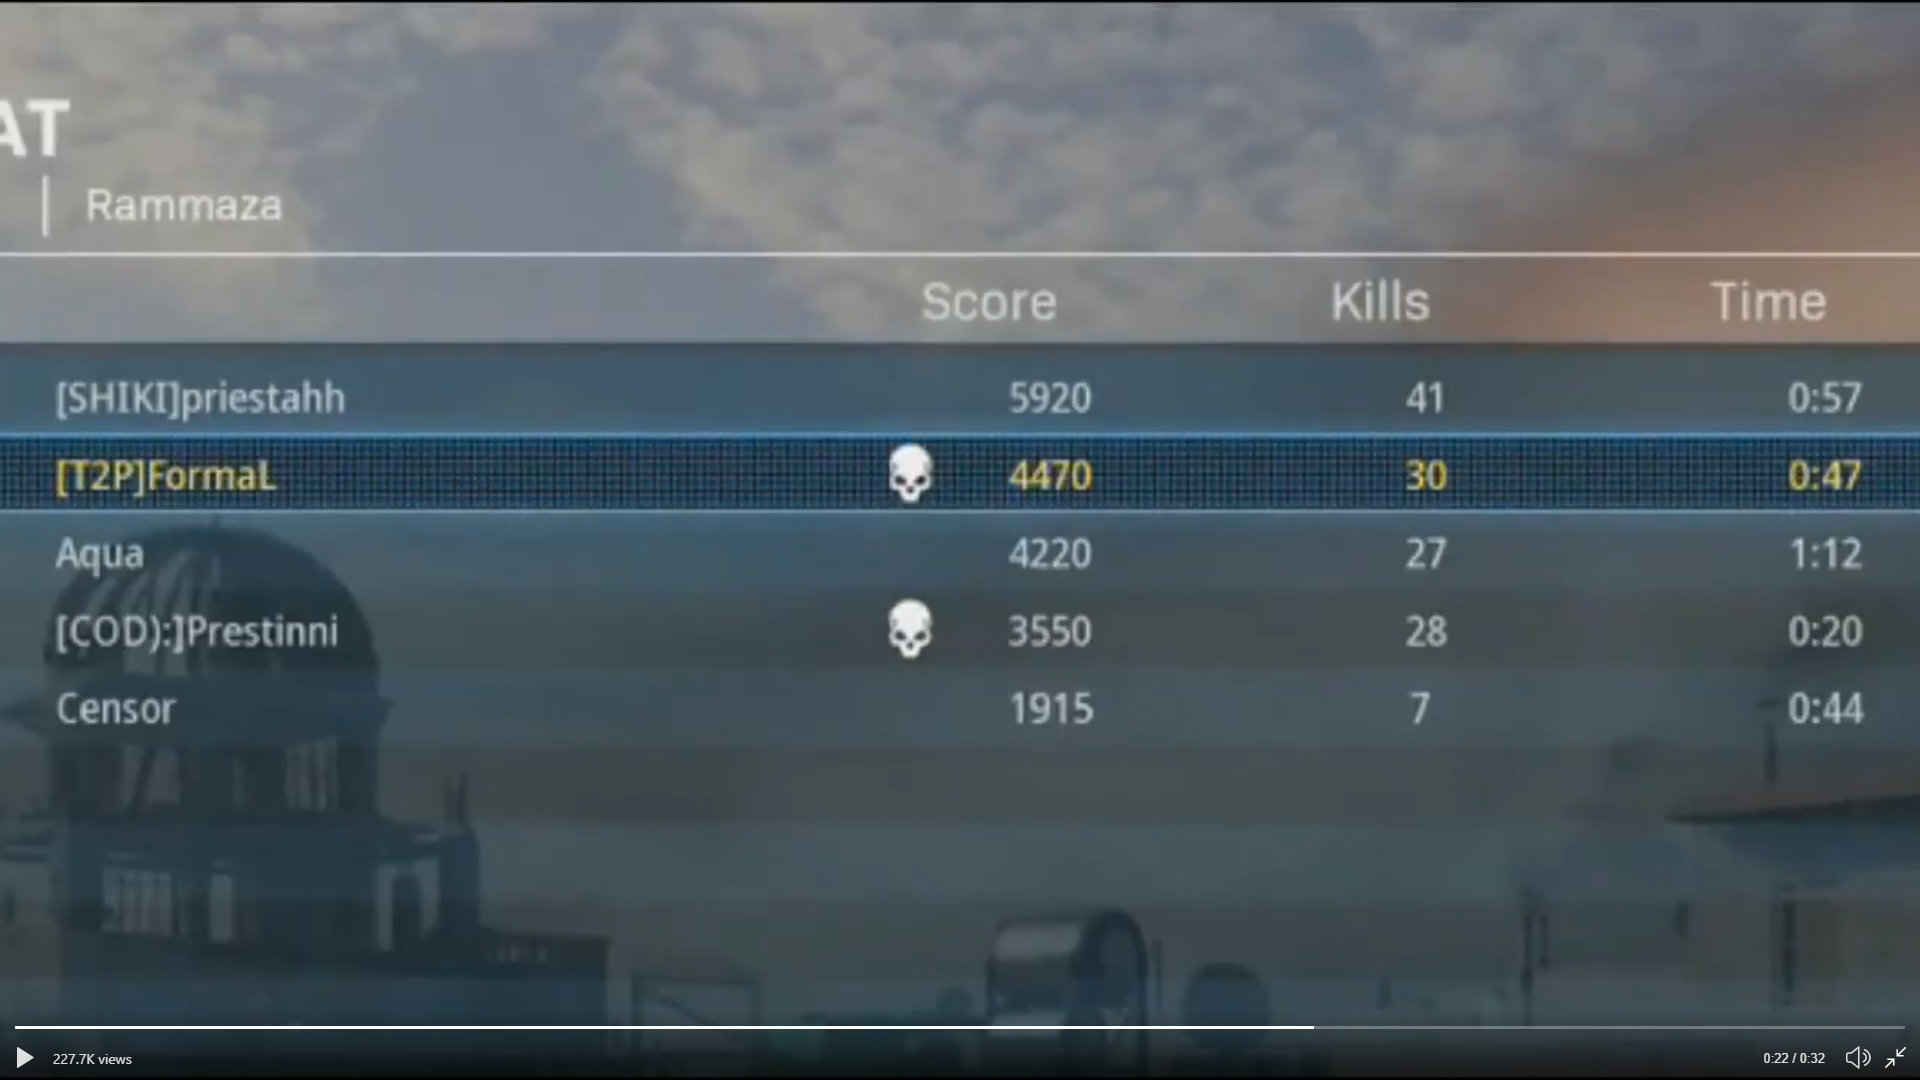 AT
| Rammaza
Score Kills Time
[SHIKI]priestahh 5920 41 0:57
[T2P]FormaL 4470 30 0:47
Aqua 4220 27 1:12
[COD):]Prestinni 3550 28 0:20
Censor 1915 7 0:44
227.7K views 0:22 / 0:32